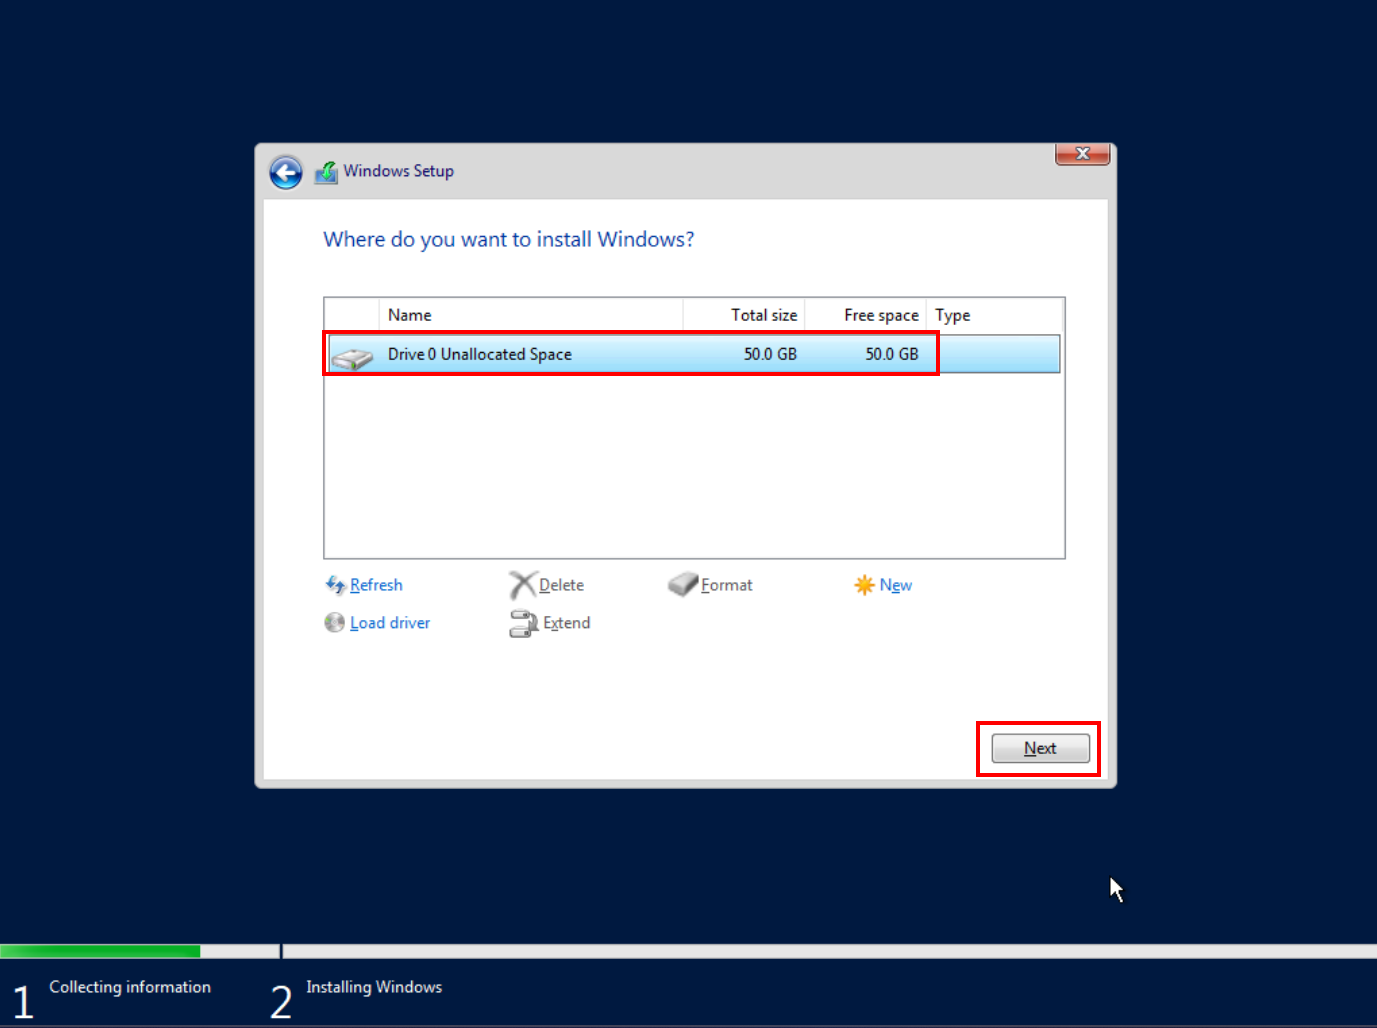 Windows Setup
X
Where do you want to install Windows?
Name Total size Free space Type
Drive 0 Unallocated Space 50.0 GB 50.0 GB
Refresh Delete Format New
Load driver Extend
Next
1 Collecting information 2 Installing Windows